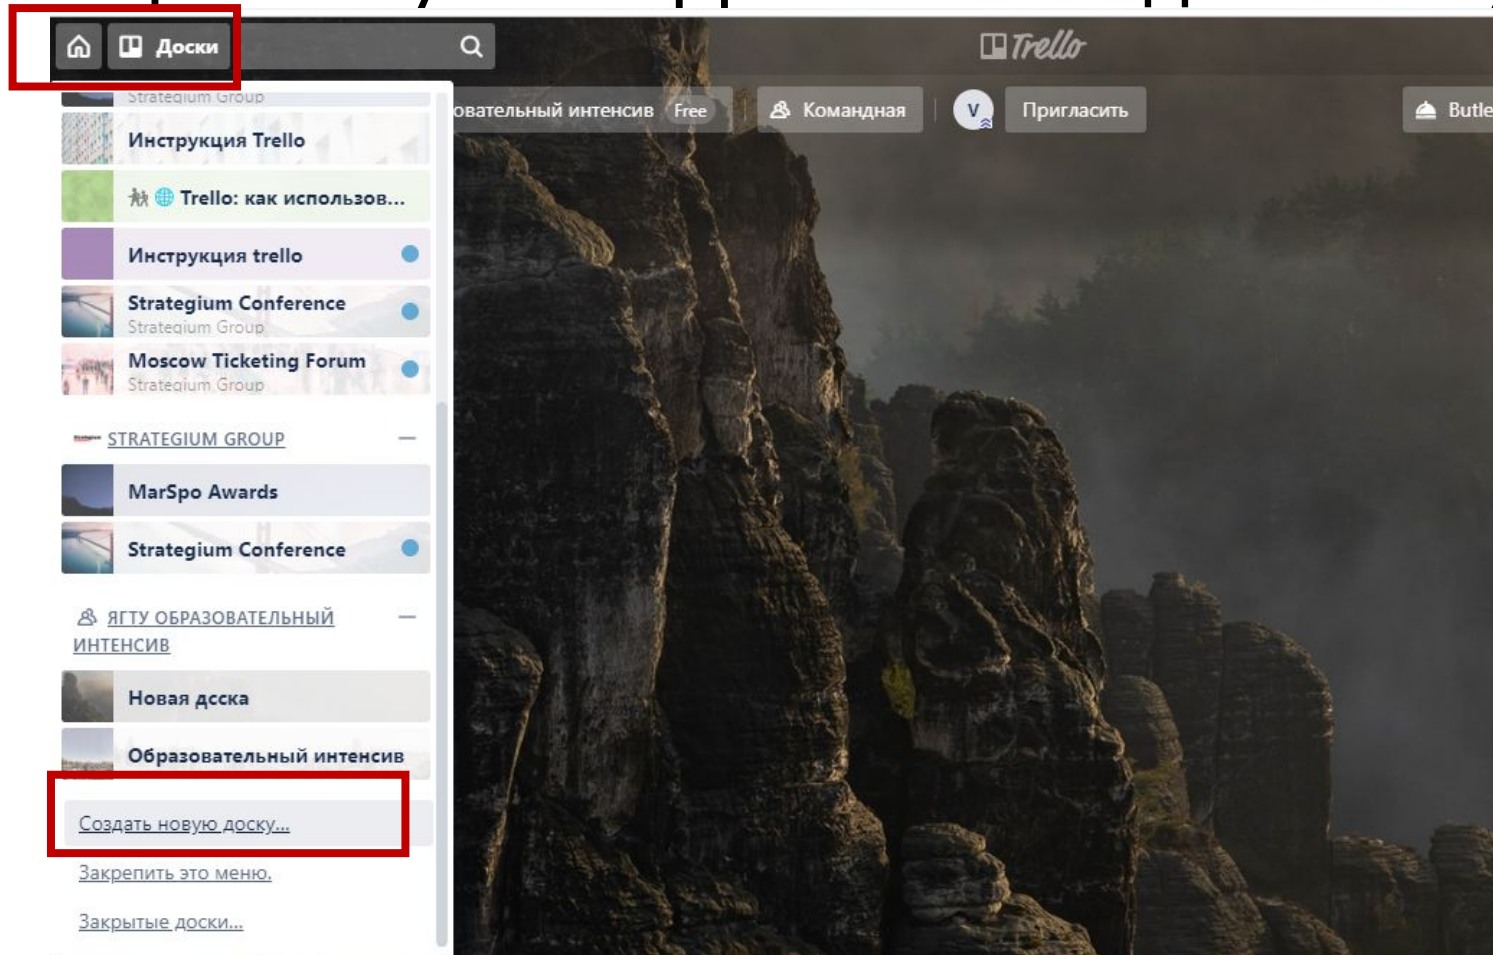 Доски
Trello
Strategium Group
овательный интенсив Free
Командная
V
Пригласить
Butle
Инструкция Trello
Trello: как использов...
Инструкция trello
Strategium Conference
Strategium Group
Moscow Ticketing Forum
Strategium Group
STRATEGIUM GROUP
MarSpo Awards
Strategium Conference
ЯГТУ ОБРАЗОВАТЕЛЬНЫЙ
ИНТЕНСИВ
Новая дсска
Образовательный интенсив
Создать новую доску...
Закрепить это меню.
Закрытые доски...